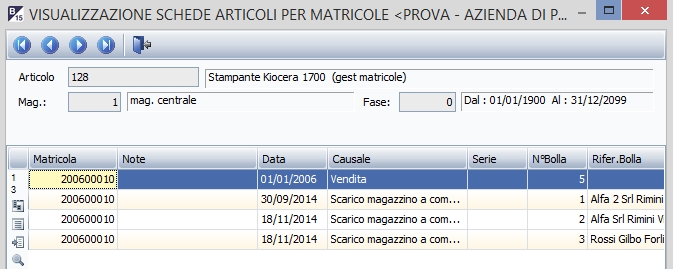 B 15 VISUALIZZAZIONE SCHEDE ARTICOLI PER MATRICOLE <PROVA - AZIENDA DI P...
Articolo 128 Stampante Kiocera 1700 (gest matricole)
Mag.: 1 mag. centrale Fase: 0 Dal : 01/01/1900 Al : 31/12/2099
Matricola Note Data Causale Serie N°Bolla Rifer.Bolla
1 200600010 01/01/2006 Vendita 5
3 200600010 30/09/2014 Scarico magazzino a com... 1 Alfa 2 Srl Rimini
200600010 18/11/2014 Scarico magazzino a com... 2 Alfa Srl Rimini V
200600010 18/11/2014 Scarico magazzino a com... 3 Rossi Gilbo Forlì